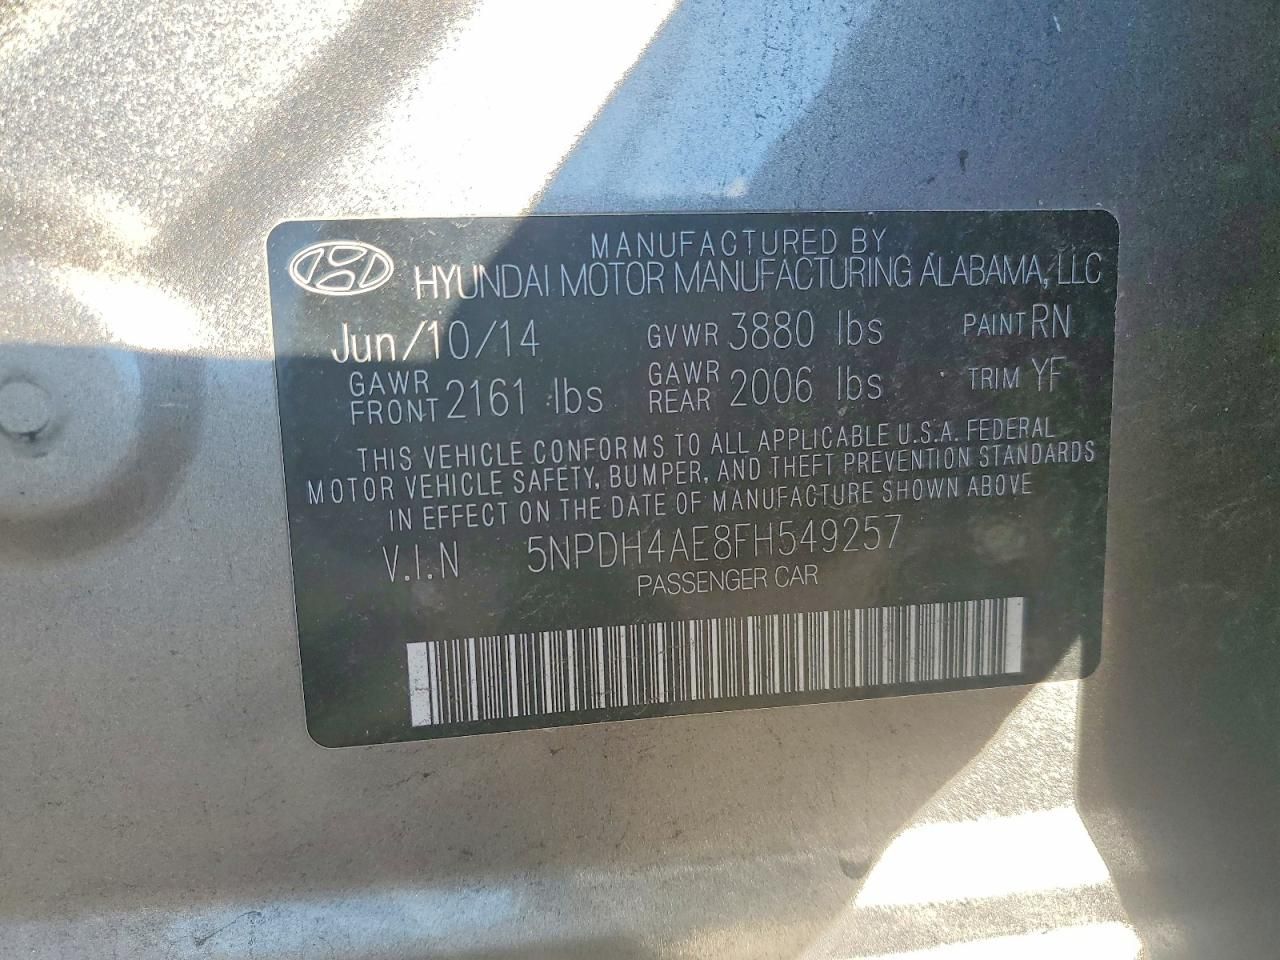 MANUFACTURED BY
HYUNDAI MOTOR MANUFACTURING ALABAMA, LLC
Jun/10/14 GVWR 3880 lbs PAINT RN
GAWR FRONT 2161 lbs GAWR REAR 2006 lbs TRIM YF
THIS VEHICLE CONFORMS TO ALL APPLICABLE U.S.A. FEDERAL
MOTOR VEHICLE SAFETY, BUMPER, AND THEFT PREVENTION STANDARDS
IN EFFECT ON THE DATE OF MANUFACTURE SHOWN ABOVE
V.I.N 5NPDH4AE8FH549257
PASSENGER CAR